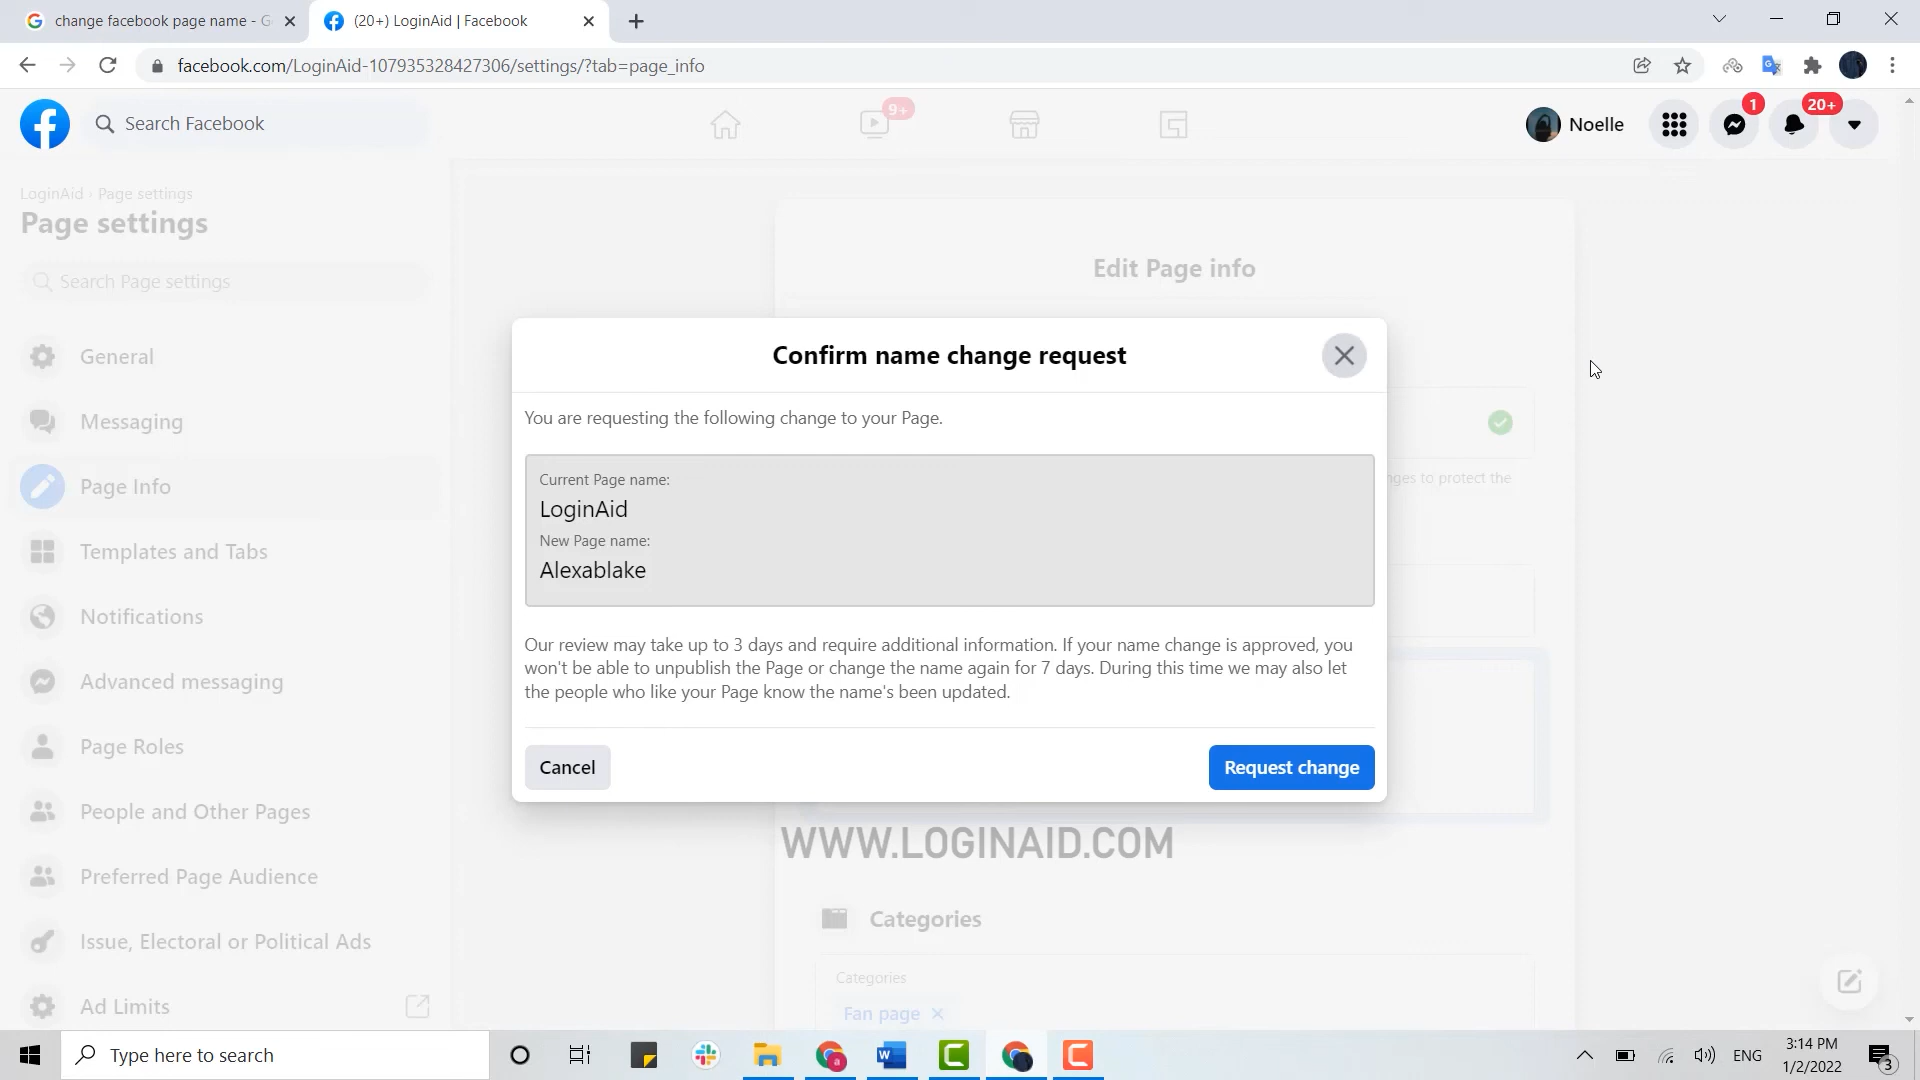 change facebook page name - G
(20+) LoginAid | Facebook
facebook.com/LoginAid-107935328427306/settings/?tab=page_info
Search Facebook
9+
Noelle
1
20+
LoginAid › Page settings
Page settings
Search Page settings
General
Messaging
Page Info
Templates and Tabs
Notifications
Advanced messaging
Page Roles
People and Other Pages
Preferred Page Audience
Issue, Electoral or Political Ads
Ad Limits
Edit Page info
nges to protect the
Confirm name change request
You are requesting the following change to your Page.
Current Page name:
LoginAid
New Page name:
Alexablake
Our review may take up to 3 days and require additional information. If your name change is approved, you
won't be able to unpublish the Page or change the name again for 7 days. During this time we may also let
the people who like your Page know the name's been updated.
Cancel
Request change
WWW.LOGINAID.COM
Categories
Categories
Fan page
Type here to search
ENG
3:14 PM
1/2/2022
3